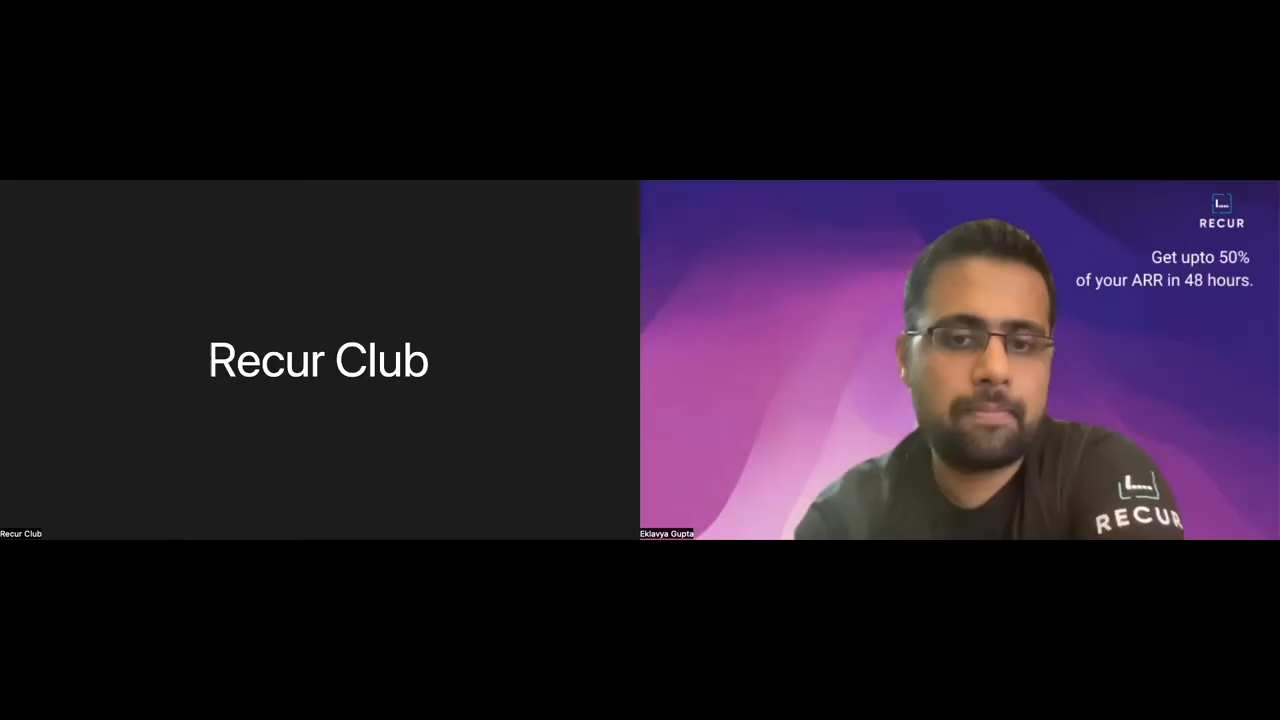 Recur Club
Recur Club
RECUR
Get upto 50%
of your ARR in 48 hours.
RECUR
Eklavya Gupta